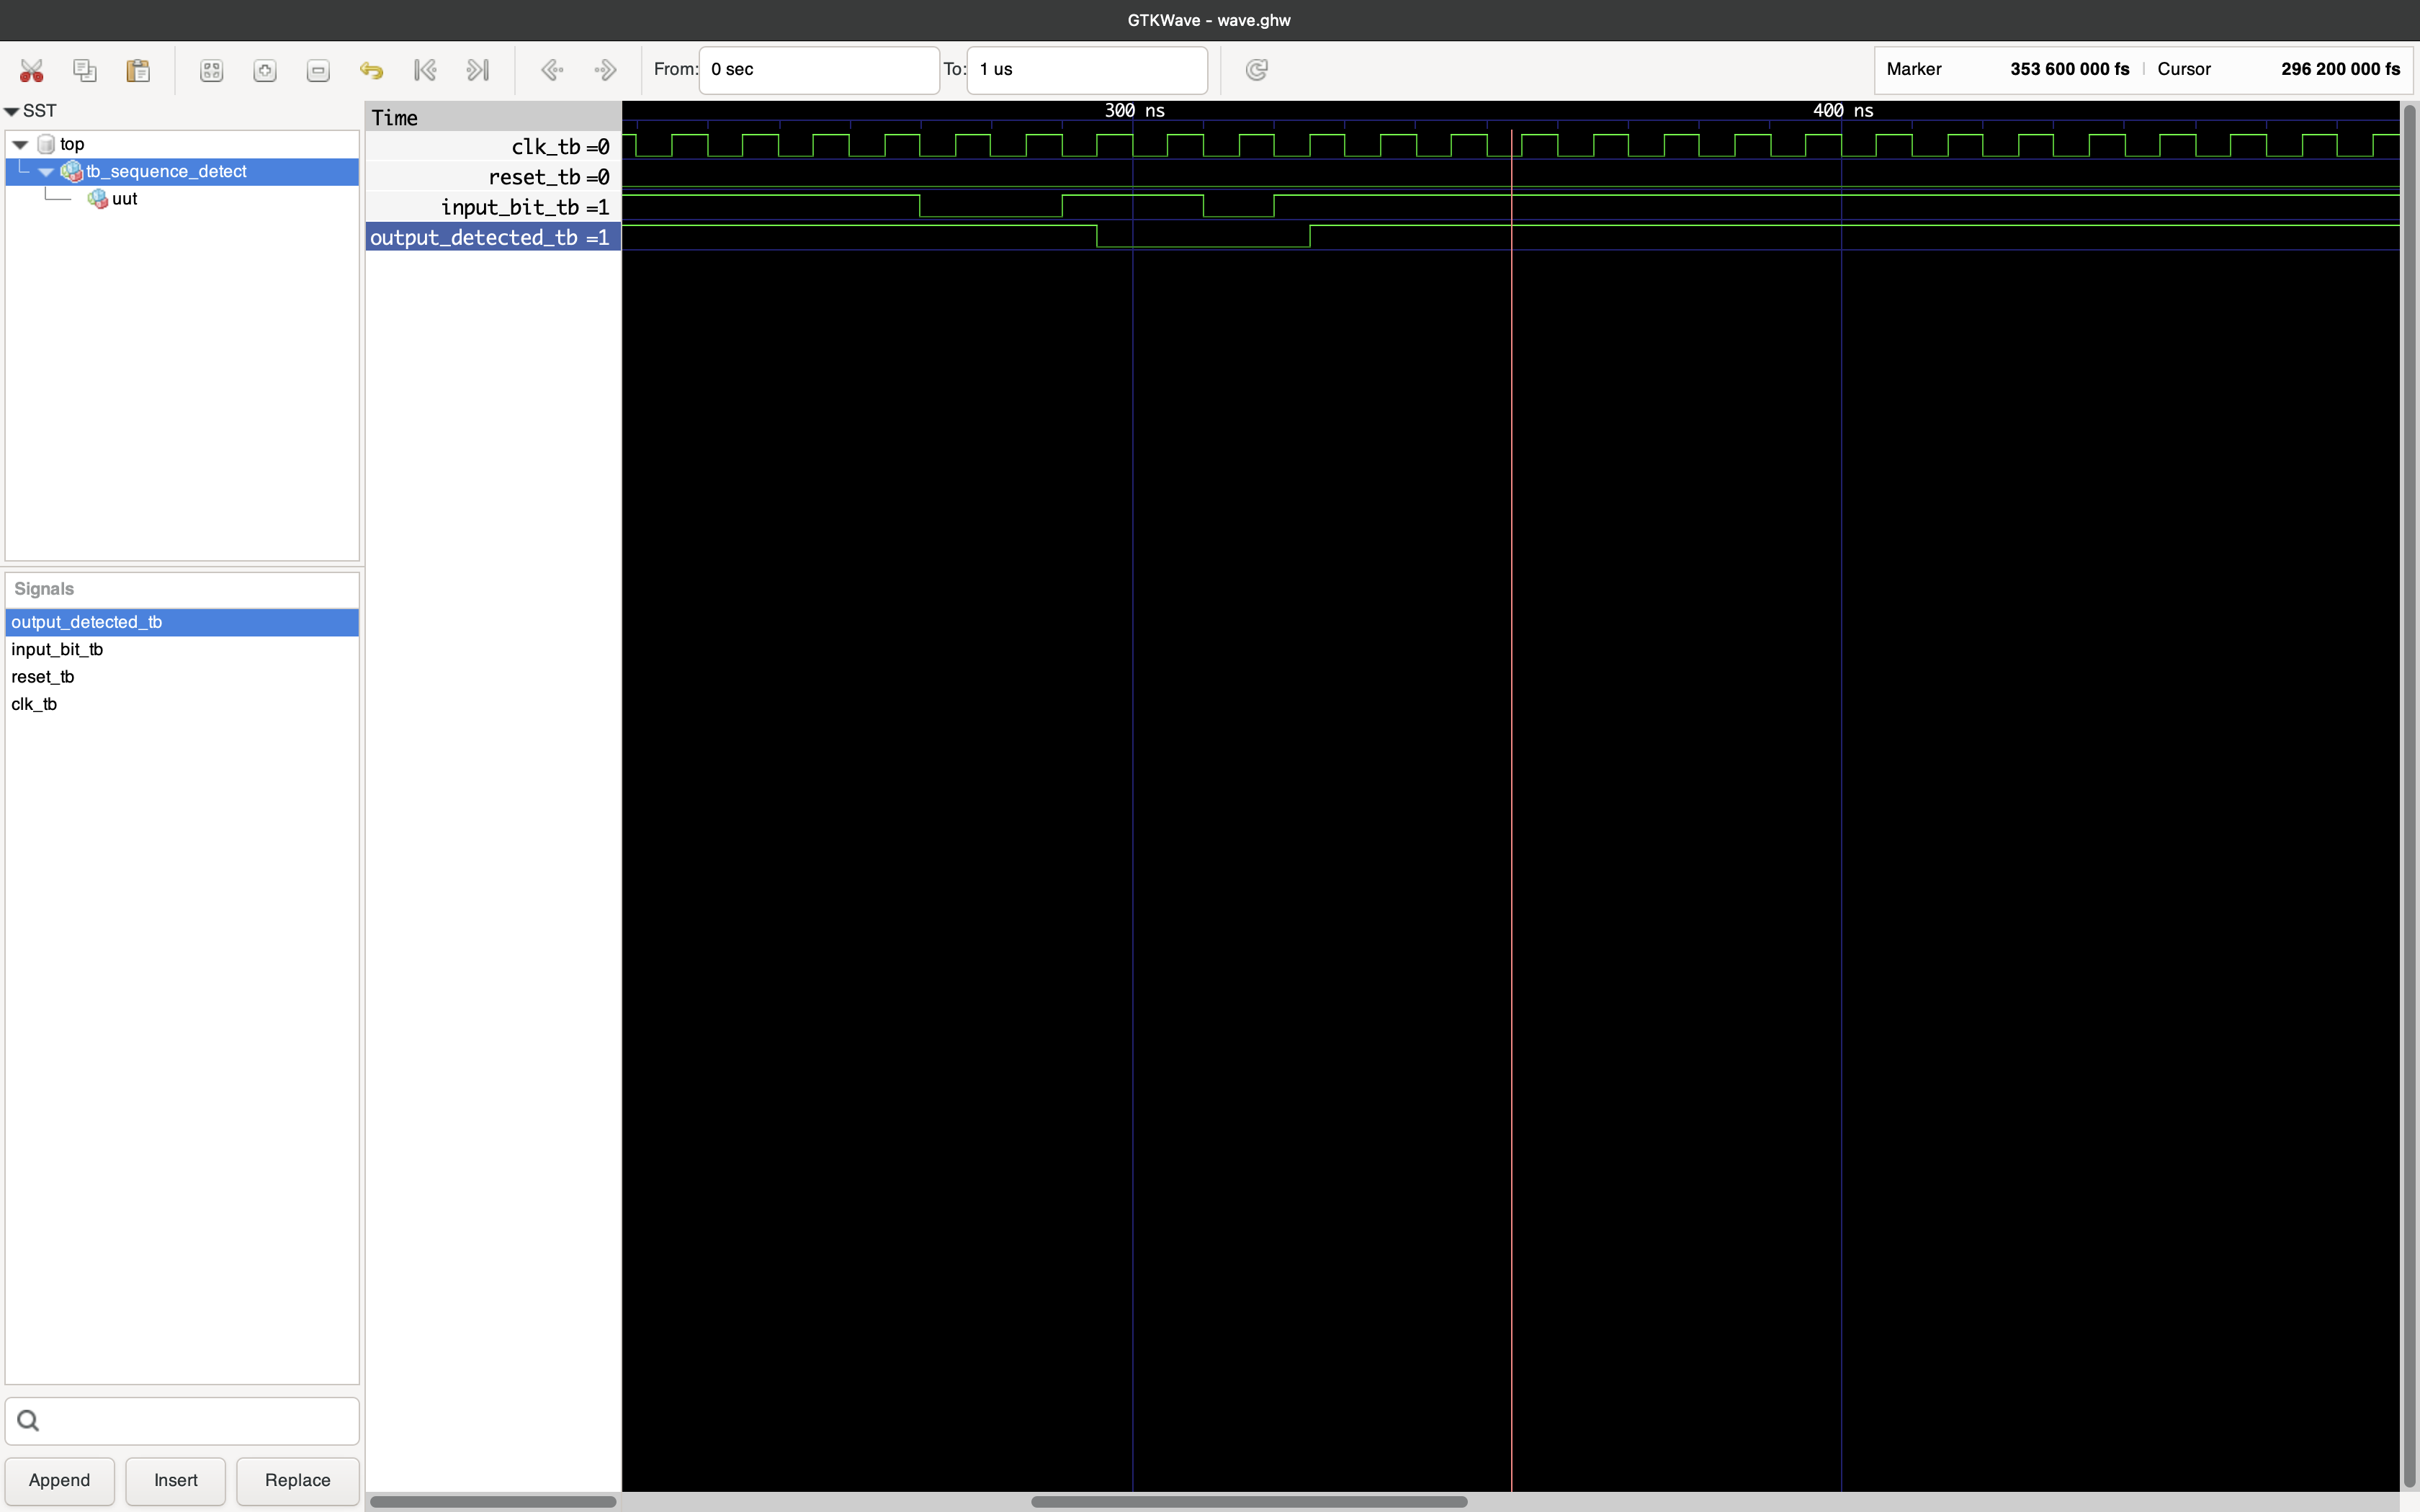 GTKWave - wave.ghw
From: 0 sec To: 1 us
Marker 353 600 000 fs | Cursor 296 200 000 fs
SST
top
tb_sequence_detect
uut
Signals
output_detected_tb
input_bit_tb
reset_tb
clk_tb
Append Insert Replace
Time
clk_tb =0
reset_tb =0
input_bit_tb =1
output_detected_tb =1
300 ns 400 ns